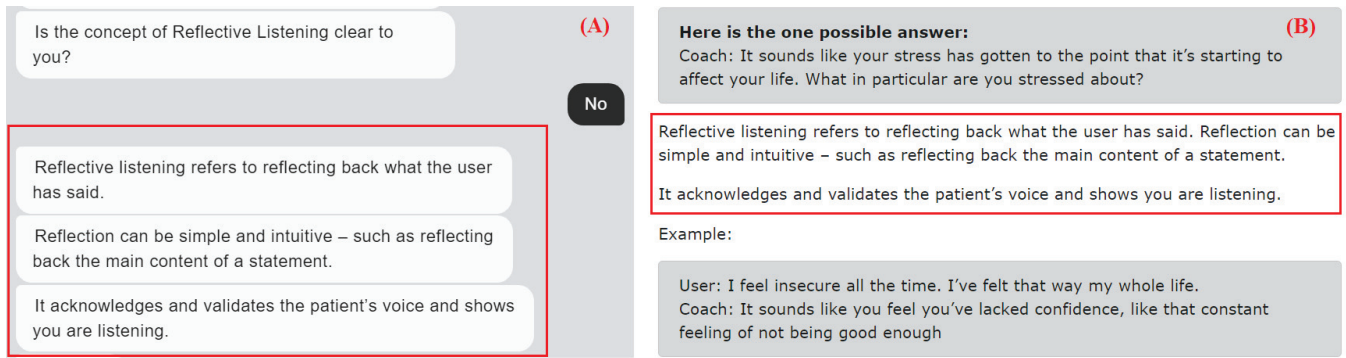 Is the concept of Reflective Listening clear to
you?
(A)
No
Reflective listening refers to reflecting back what the user
has said.
Reflection can be simple and intuitive – such as reflecting
back the main content of a statement.
It acknowledges and validates the patient's voice and shows
you are listening.
(B)
Here is the one possible answer:
Coach: It sounds like your stress has gotten to the point that it's starting to
affect your life. What in particular are you stressed about?
Reflective listening refers to reflecting back what the user has said. Reflection can be
simple and intuitive – such as reflecting back the main content of a statement.
It acknowledges and validates the patient's voice and shows you are listening.
Example:
User: I feel insecure all the time. I've felt that way my whole life.
Coach: It sounds like you feel you've lacked confidence, like that constant
feeling of not being good enough